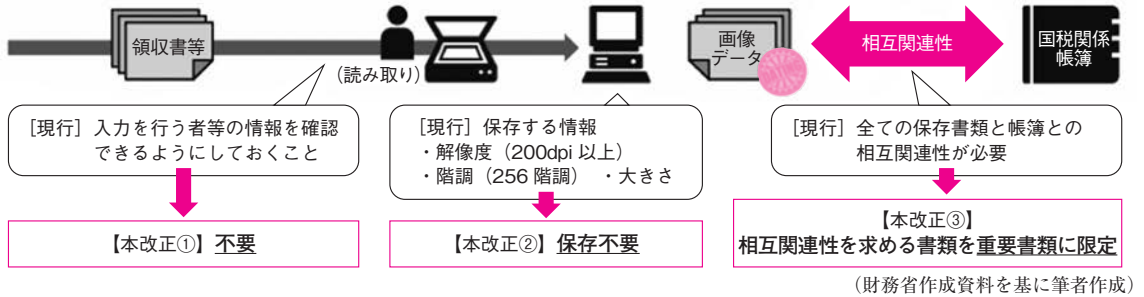 領収書等
(読み取り)
画像
データ
相互関連性
国税関係
帳簿
［現行］入力を行う者等の情報を確認
できるようにしておくこと
［現行］保存する情報
・解像度（200dpi 以上）
・階調（256 階調）　・大きさ
［現行］全ての保存書類と帳簿との
相互関連性が必要
【本改正①】不要
【本改正②】保存不要
【本改正③】
相互関連性を求める書類を重要書類に限定
（財務省作成資料を基に筆者作成）